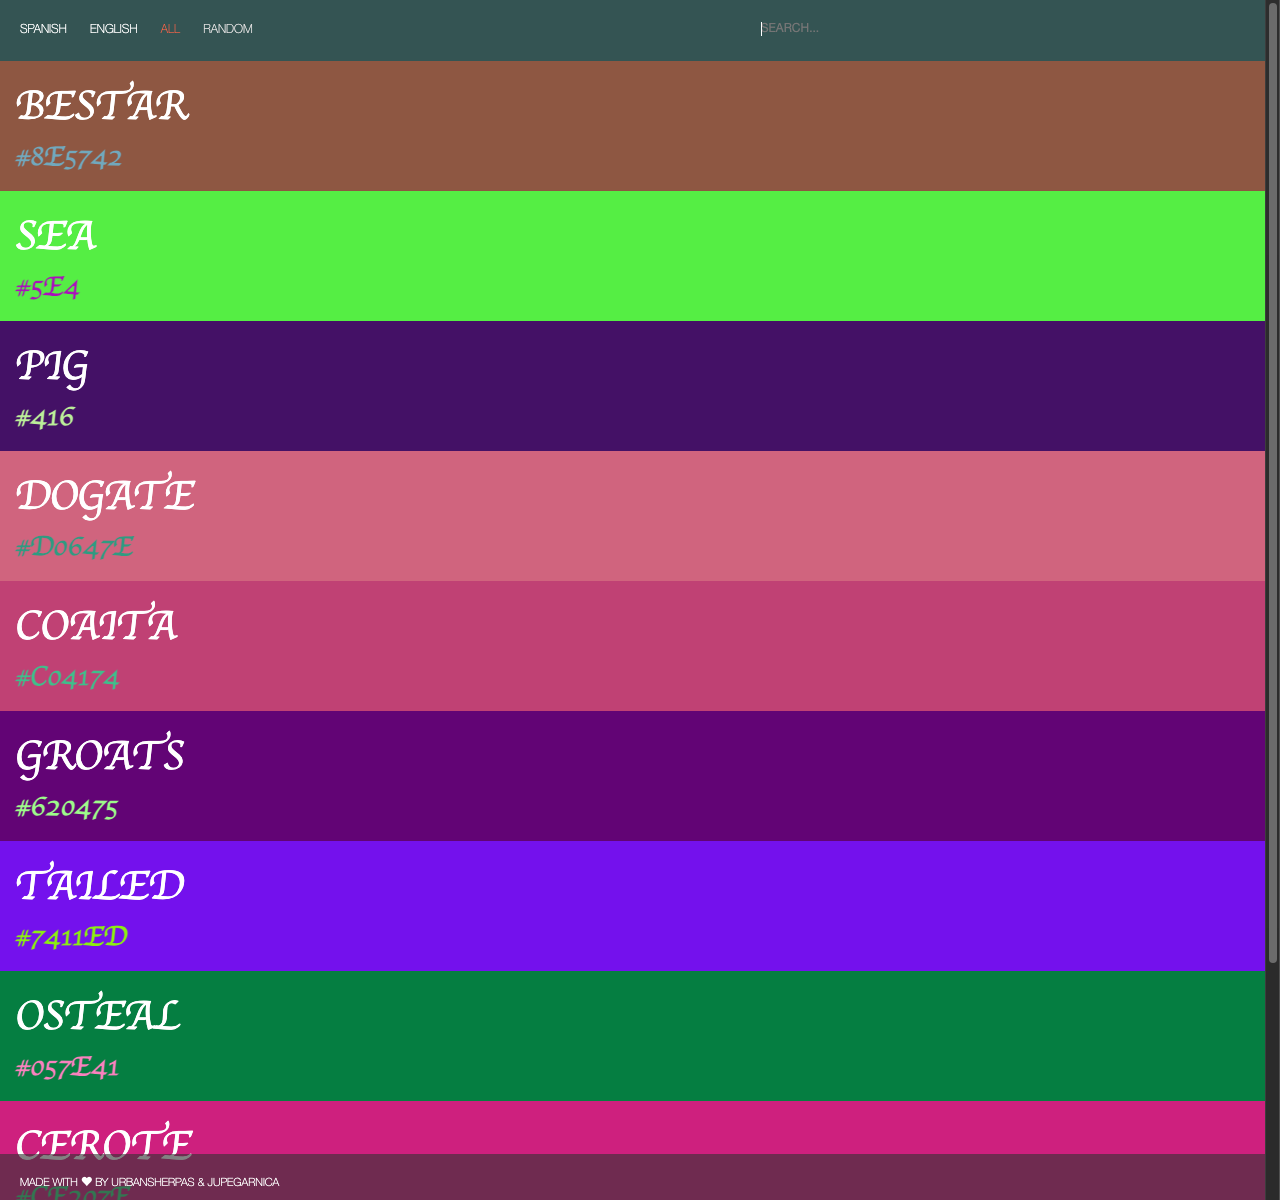 SPANISH ENGLISH ALL RANDOM SEARCH...
BESTAR
#8E5742
SEA
#5E4
PIG
#416
DOGATE
#D0647E
COAITA
#C04174
GROATS
#620475
TAILED
#7411ED
OSTEAL
#057E41
CEROTE
MADE WITH ♥ BY URBANSHERPAS & JUPEGARNICA
#CE207E